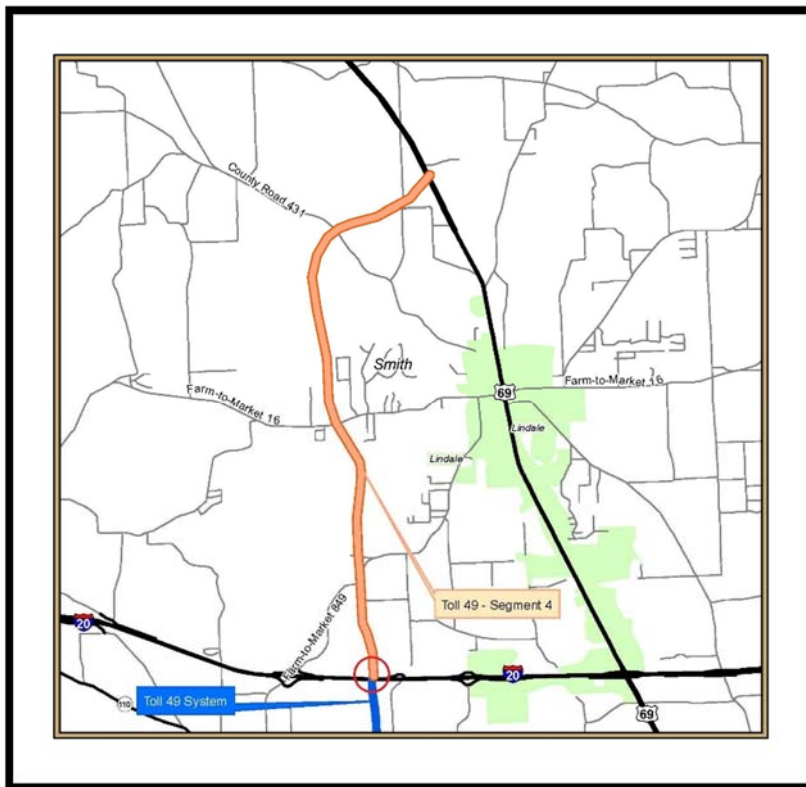 County Road 431
Smith
Farm-to-Market 16
Farm-to-Market 16
69
Lindale
Lindale
Toll 49 - Segment 4
20
Farm-to-Market 849
20
110
Toll 49 System
69